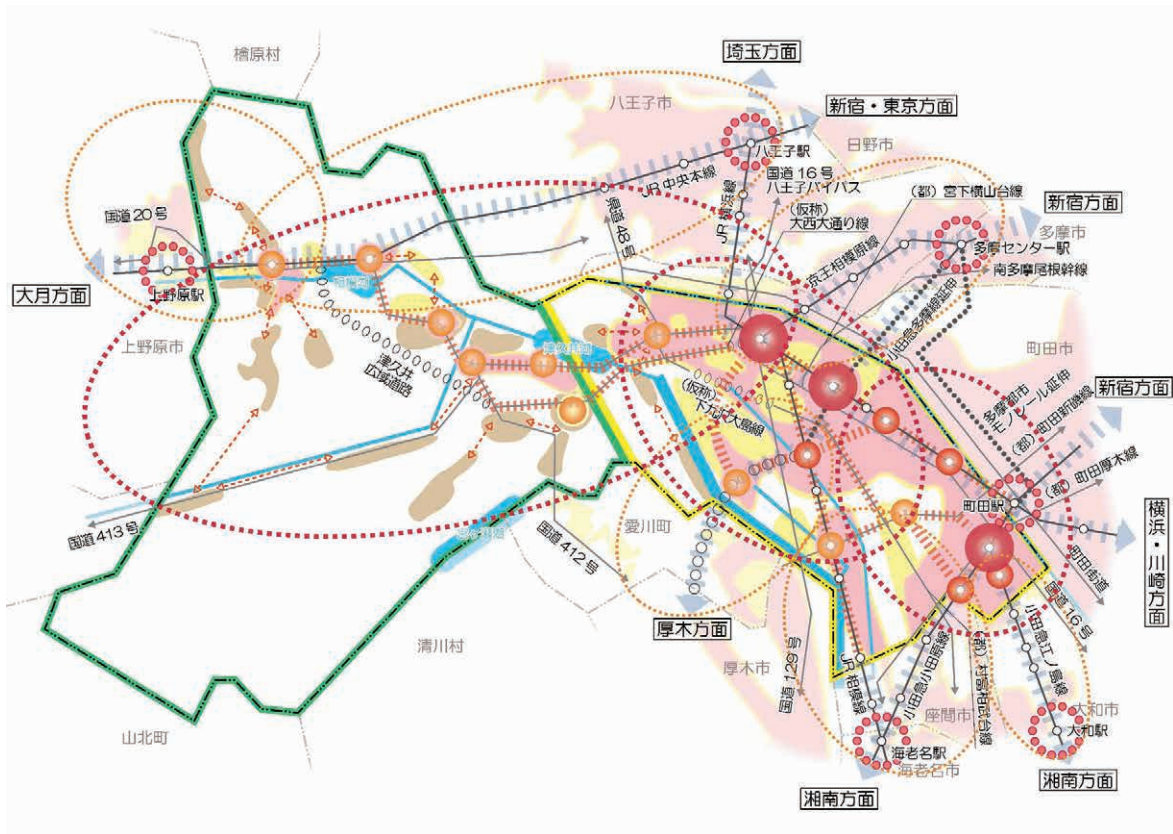 檜原村
埼玉方面
八王子市
新宿・東京方面
日野市
八王子駅
国道16号
八王子バイパス
(都)宮下横山台線
JR中央本線
JR横浜線
(仮称)
大西大通り線
新宿方面
多摩市
多摩センター駅
南多摩尾根幹線
国道20号
県道48号
京王相模原線
大月方面
上野原駅
小田急多摩線延伸
上野原市
町田市
津久井
広域道路
(仮称)
下九沢大島線
多摩都市
モノレール延伸
新宿方面
(都)町田新磯線
(都)町田厚木線
町田駅
国道413号
国道412号
愛川町
横浜・川崎方面
町田街道
国道16号
厚木方面
清川村
厚木市
国道129号
JR相模線
小田急小田原線
座間市
(都)村富相武台線
小田急江ノ島線
大和市
大和駅
山北町
海老名駅
海老名市
湘南方面
湘南方面